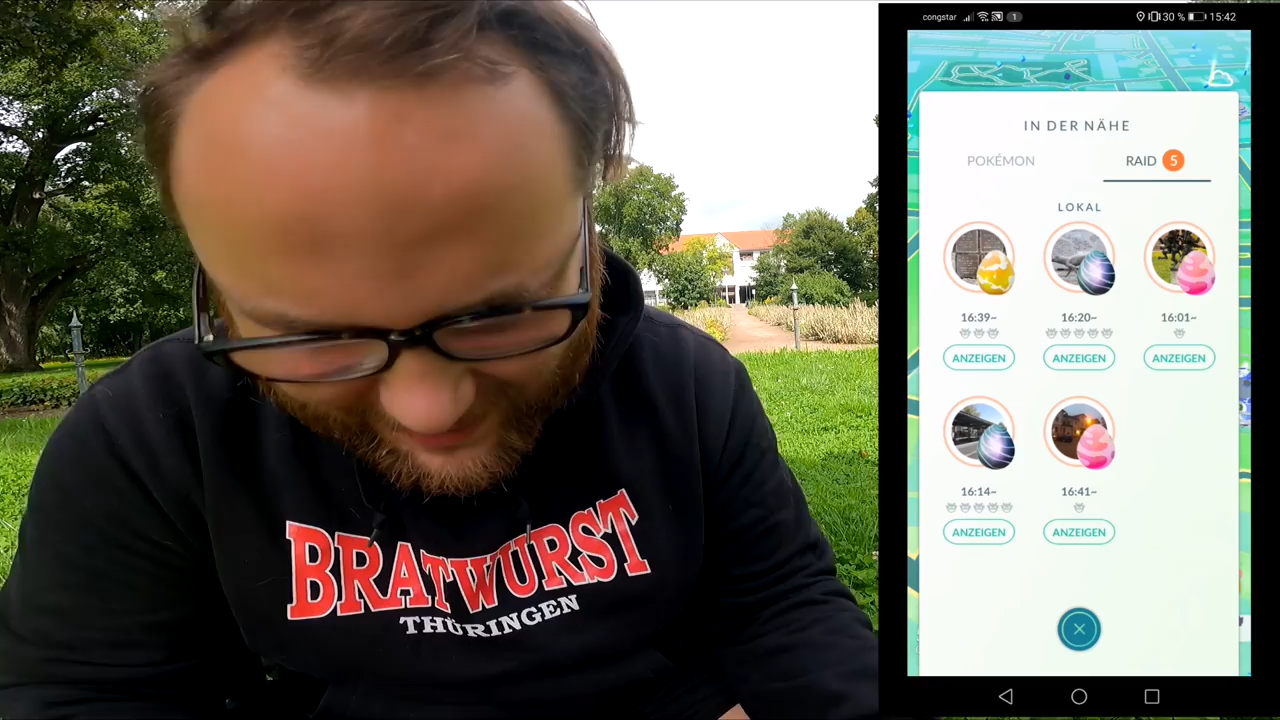 BRATWURST
THÜRINGEN
congstar 1 30 % 15:42
IN DER NÄHE
POKÉMON RAID 5
LOKAL
16:39~ 16:20~ 16:01~
ANZEIGEN ANZEIGEN ANZEIGEN
16:14~ 16:41~
ANZEIGEN ANZEIGEN